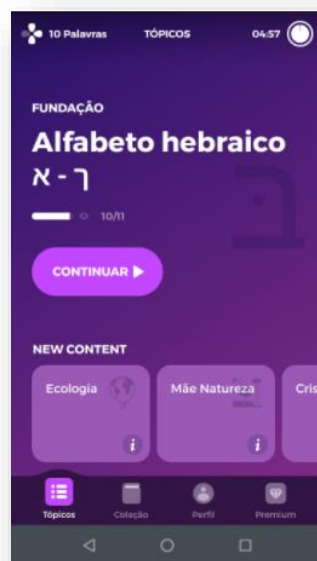 10 Palavras TÓPICOS 04:57
FUNDAÇÃO
Alfabeto hebraico
ך - א
בּ
10/11
CONTINUAR
NEW CONTENT
Ecologia Mãe Natureza Cris
i i
Tópicos Coleção Perfil Premium